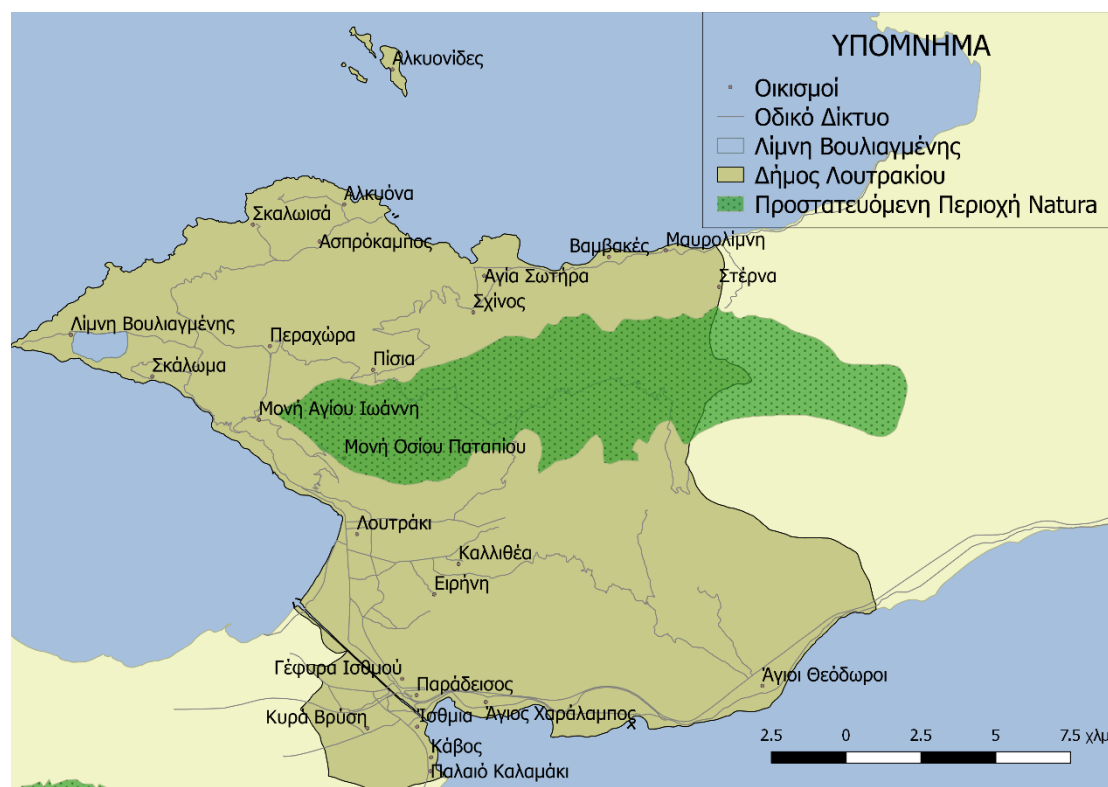 Αλκυονίδες
ΥΠΟΜΝΗΜΑ
Οικισμοί
Οδικό Δίκτυο
Λίμνη Βουλιαγμένης
Δήμος Λουτρακίου
Προστατευόμενη Περιοχή Natura
Αλκυόνα
Σκαλωισά
Ασπρόκαμπος
Βαμβακές
Μαυρολίμνη
Αγία Σωτήρα
Στέρνα
Σχίνος
Λίμνη Βουλιαγμένης
Περαχώρα
Σκάλωμα
Πίσια
Μονή Αγίου Ιωάννη
Μονή Οσίου Παταπίου
Λουτράκι
Καλλιθέα
Ειρήνη
Γέφυρα Ισθμού
Άγιοι Θεόδωροι
Παράδεισος
Κυρά Βρύση
Ίσθμια
Άγιος Χαράλαμπος
Κάβος
Παλαιό Καλαμάκι
2.5 0 2.5 5 7.5 χλμ